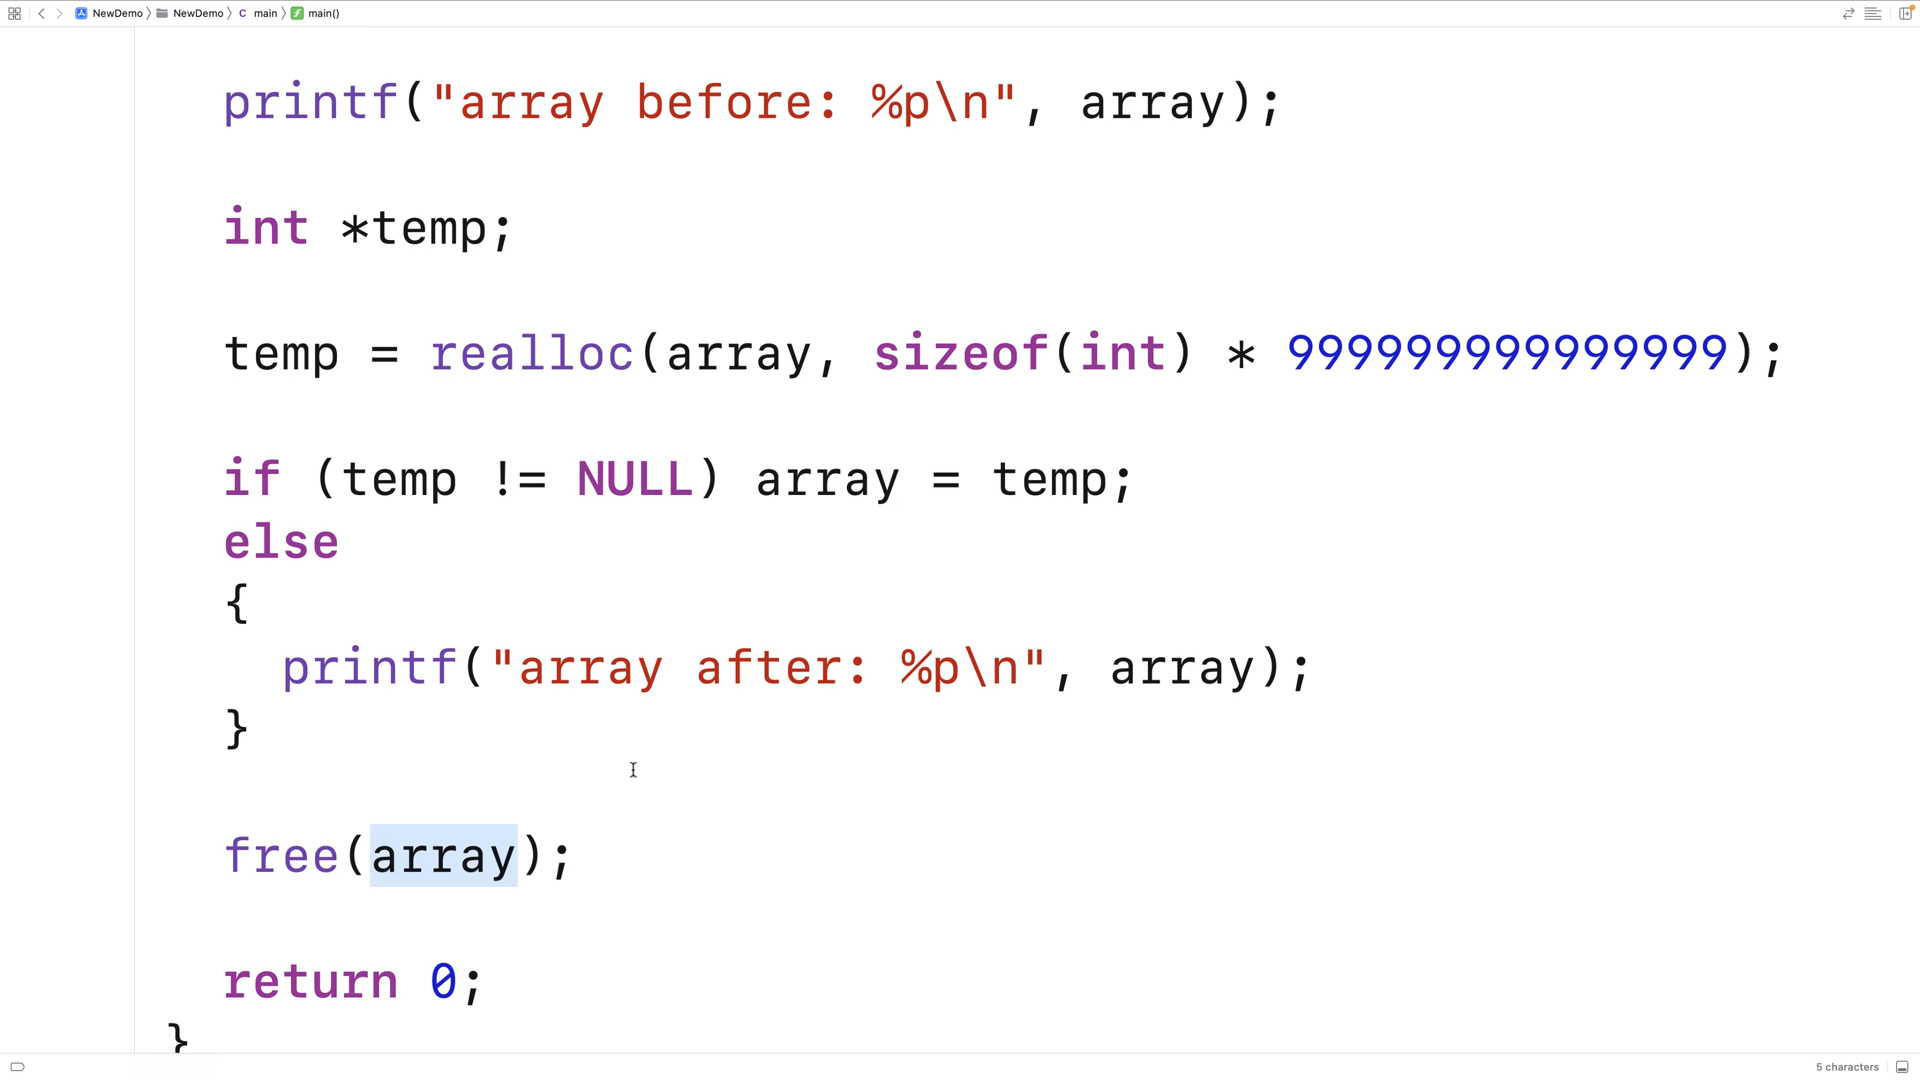 NewDemo 〉 NewDemo 〉 C main 〉 f main()
printf("array before: %p\n", array);
int *temp;
temp = realloc(array, sizeof(int) * 999999999999999);
if (temp != NULL) array = temp;
else
{
printf("array after: %p\n", array);
}
free(array);
return 0;
}
5 characters